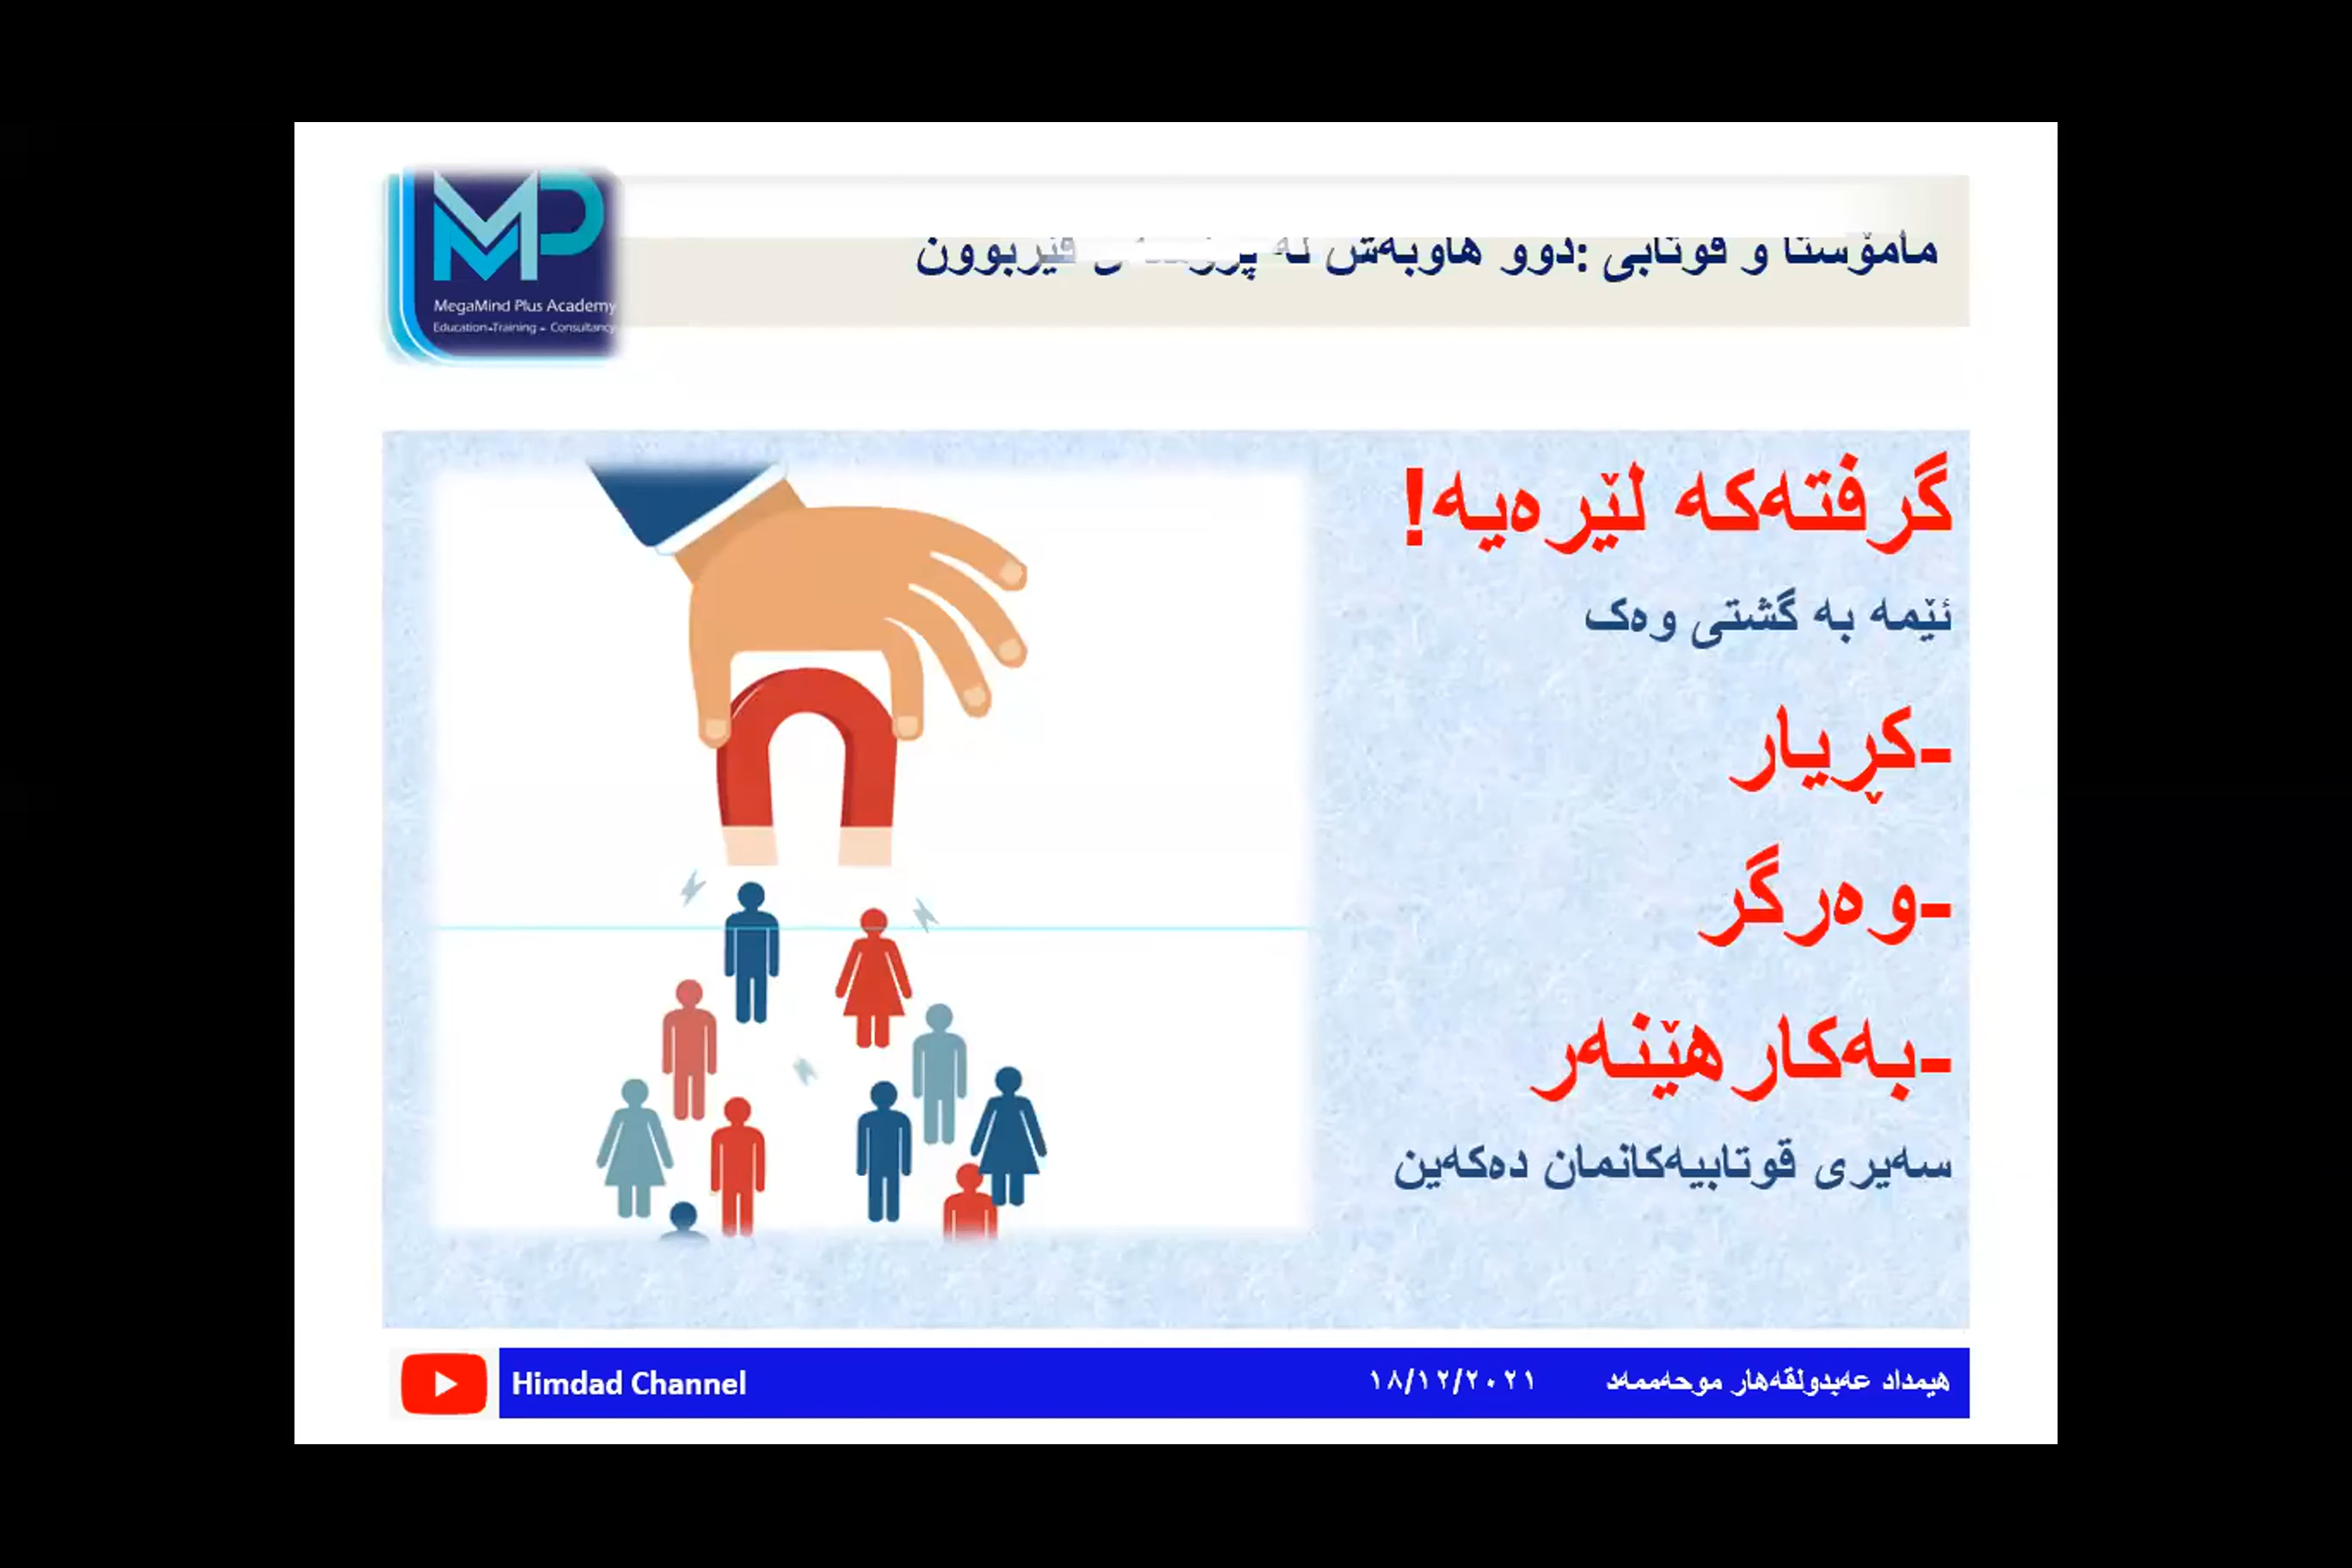 MegaMind Plus Academy
Education-Training - Consultancy
مامۆستا و قوتابی :دوو هاوبەش لە فێربوون
گرفتەکە لێرەیە!
ئێمە بە گشتی وەک
-کڕیار
-وەرگر
-بەکارهێنەر
سەیری قوتابیەکانمان دەکەین
Himdad Channel
١٨/١٢/٢٠٢١
هیمداد عەبدولقەهار موحەممەد